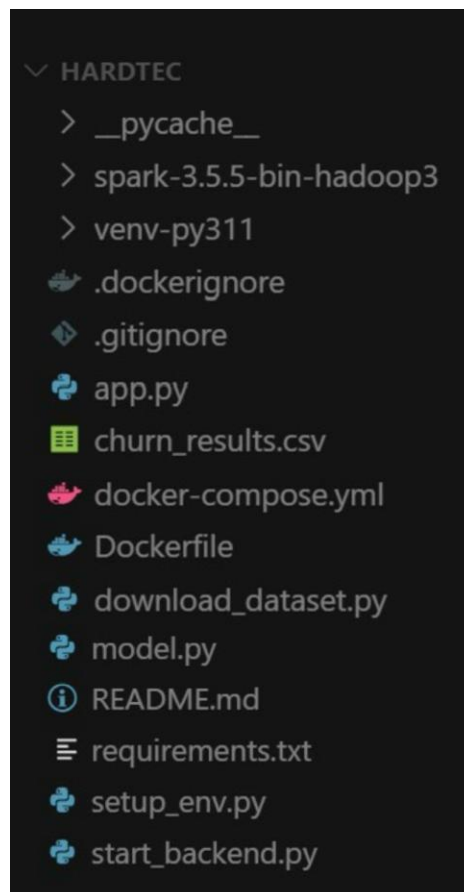 HARDTEC
__pycache__
spark-3.5.5-bin-hadoop3
venv-py311
.dockerignore
.gitignore
app.py
churn_results.csv
docker-compose.yml
Dockerfile
download_dataset.py
model.py
README.md
requirements.txt
setup_env.py
start_backend.py